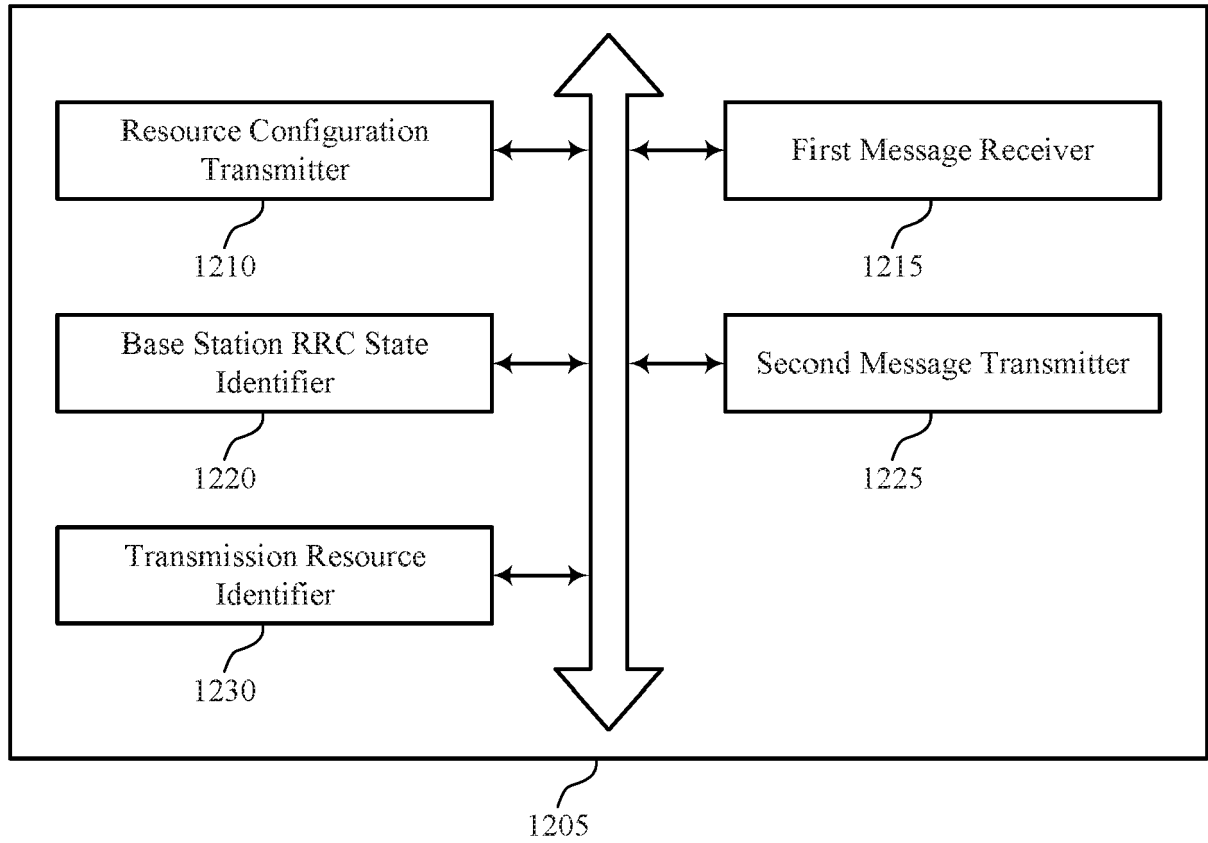 Resource Configuration
Transmitter
1210
First Message Receiver
1215
Base Station RRC State
Identifier
1220
Second Message Transmitter
1225
Transmission Resource
Identifier
1230
1205